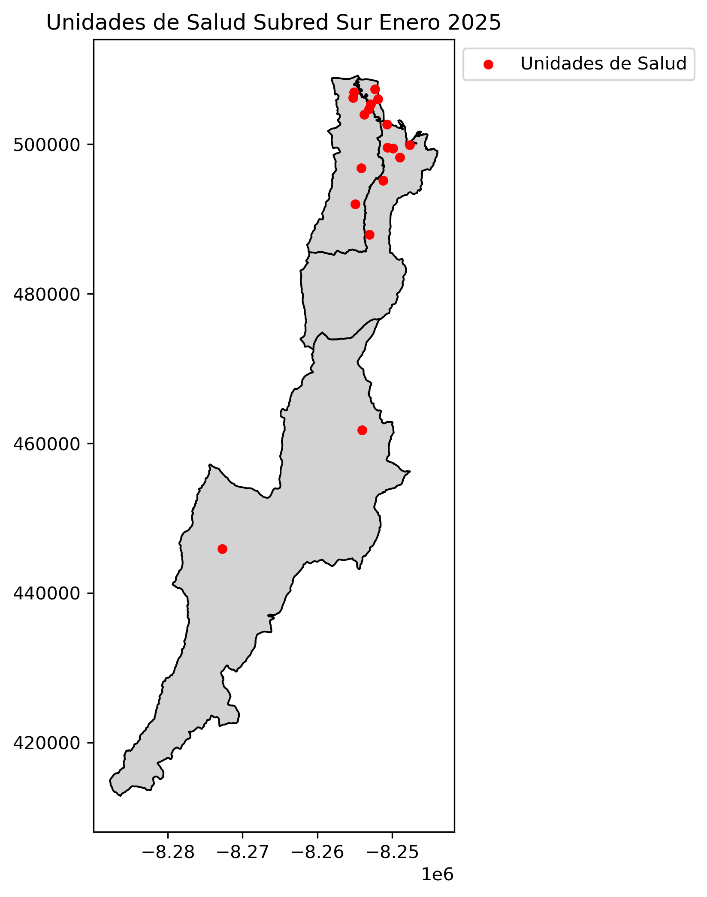 Unidades de Salud Subred Sur Enero 2025
Unidades de Salud
500000
480000
460000
440000
420000
−8.28 −8.27 −8.26 −8.25
1e6